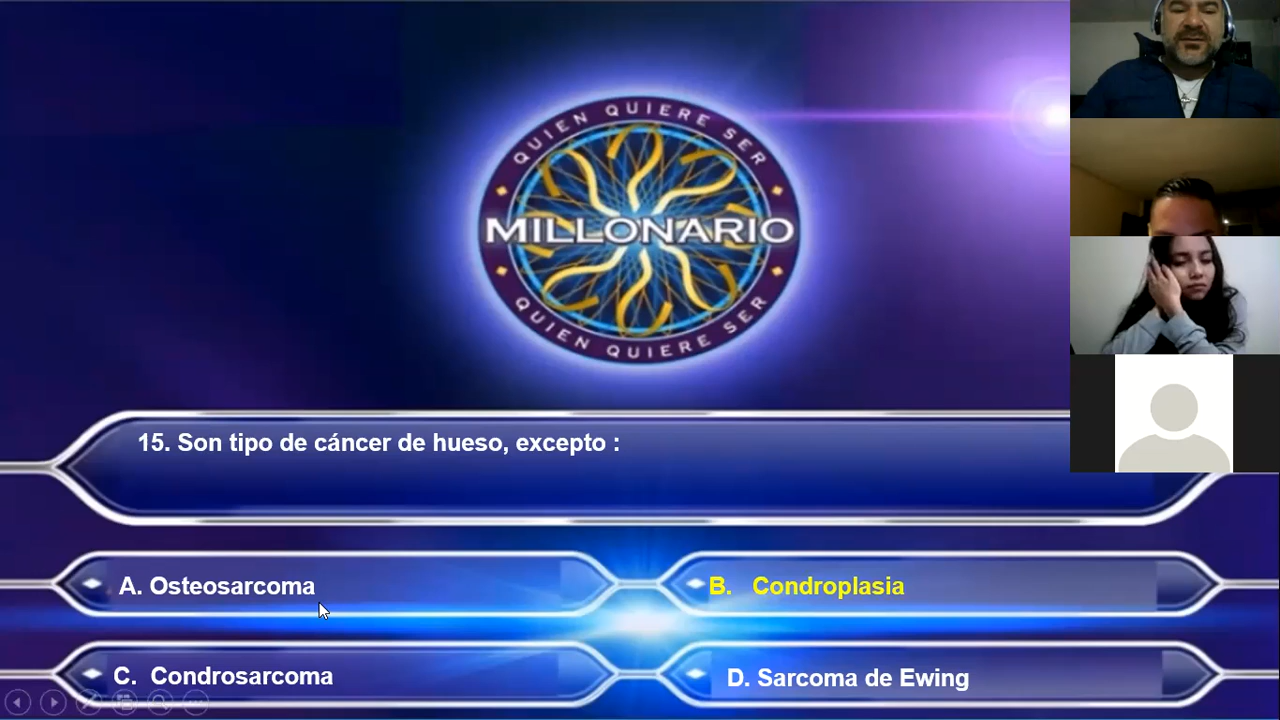 QUIEN QUIERE SER
MILLONARIO
QUIEN QUIERE SER
15. Son tipo de cáncer de hueso, excepto :
A. Osteosarcoma
B. Condroplasia
C. Condrosarcoma
D. Sarcoma de Ewing